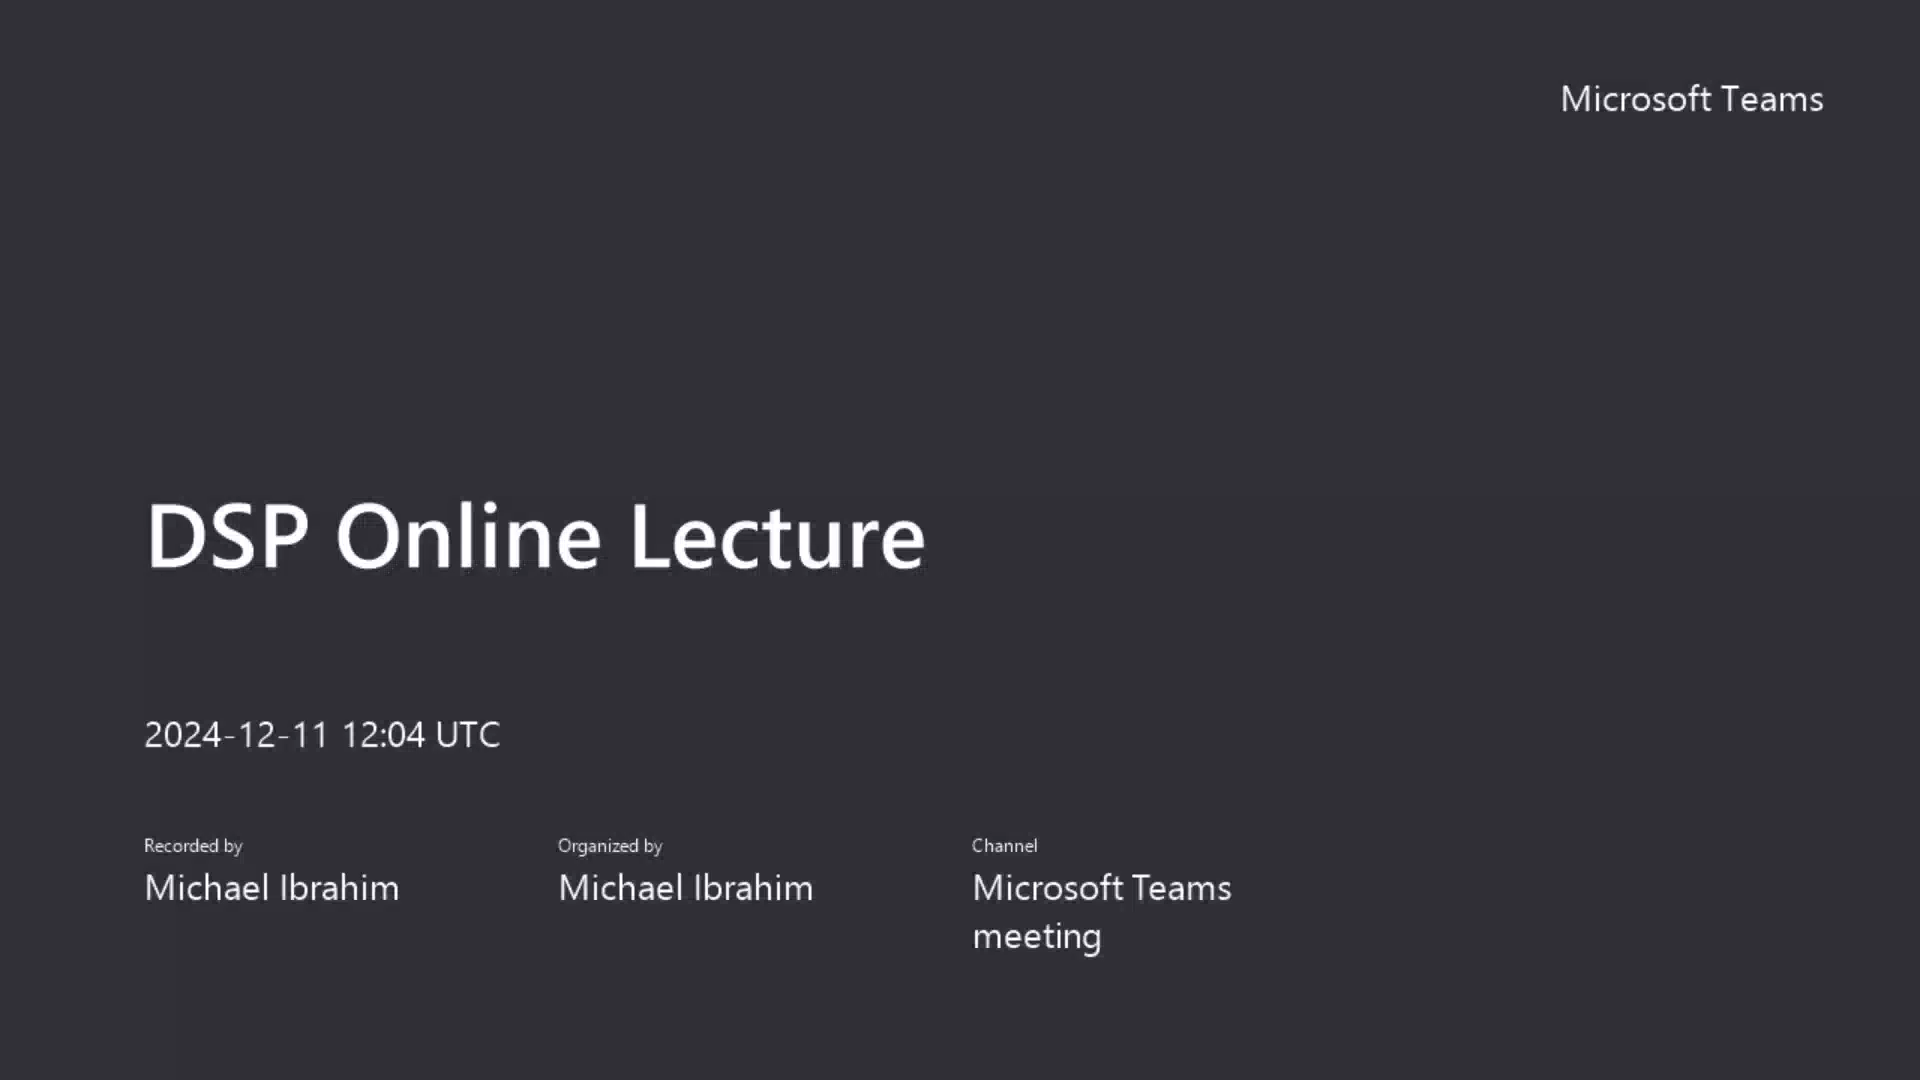 Microsoft Teams
DSP Online Lecture
2024-12-11 12:04 UTC
Recorded by
Michael Ibrahim
Organized by
Michael Ibrahim
Channel
Microsoft Teams
meeting